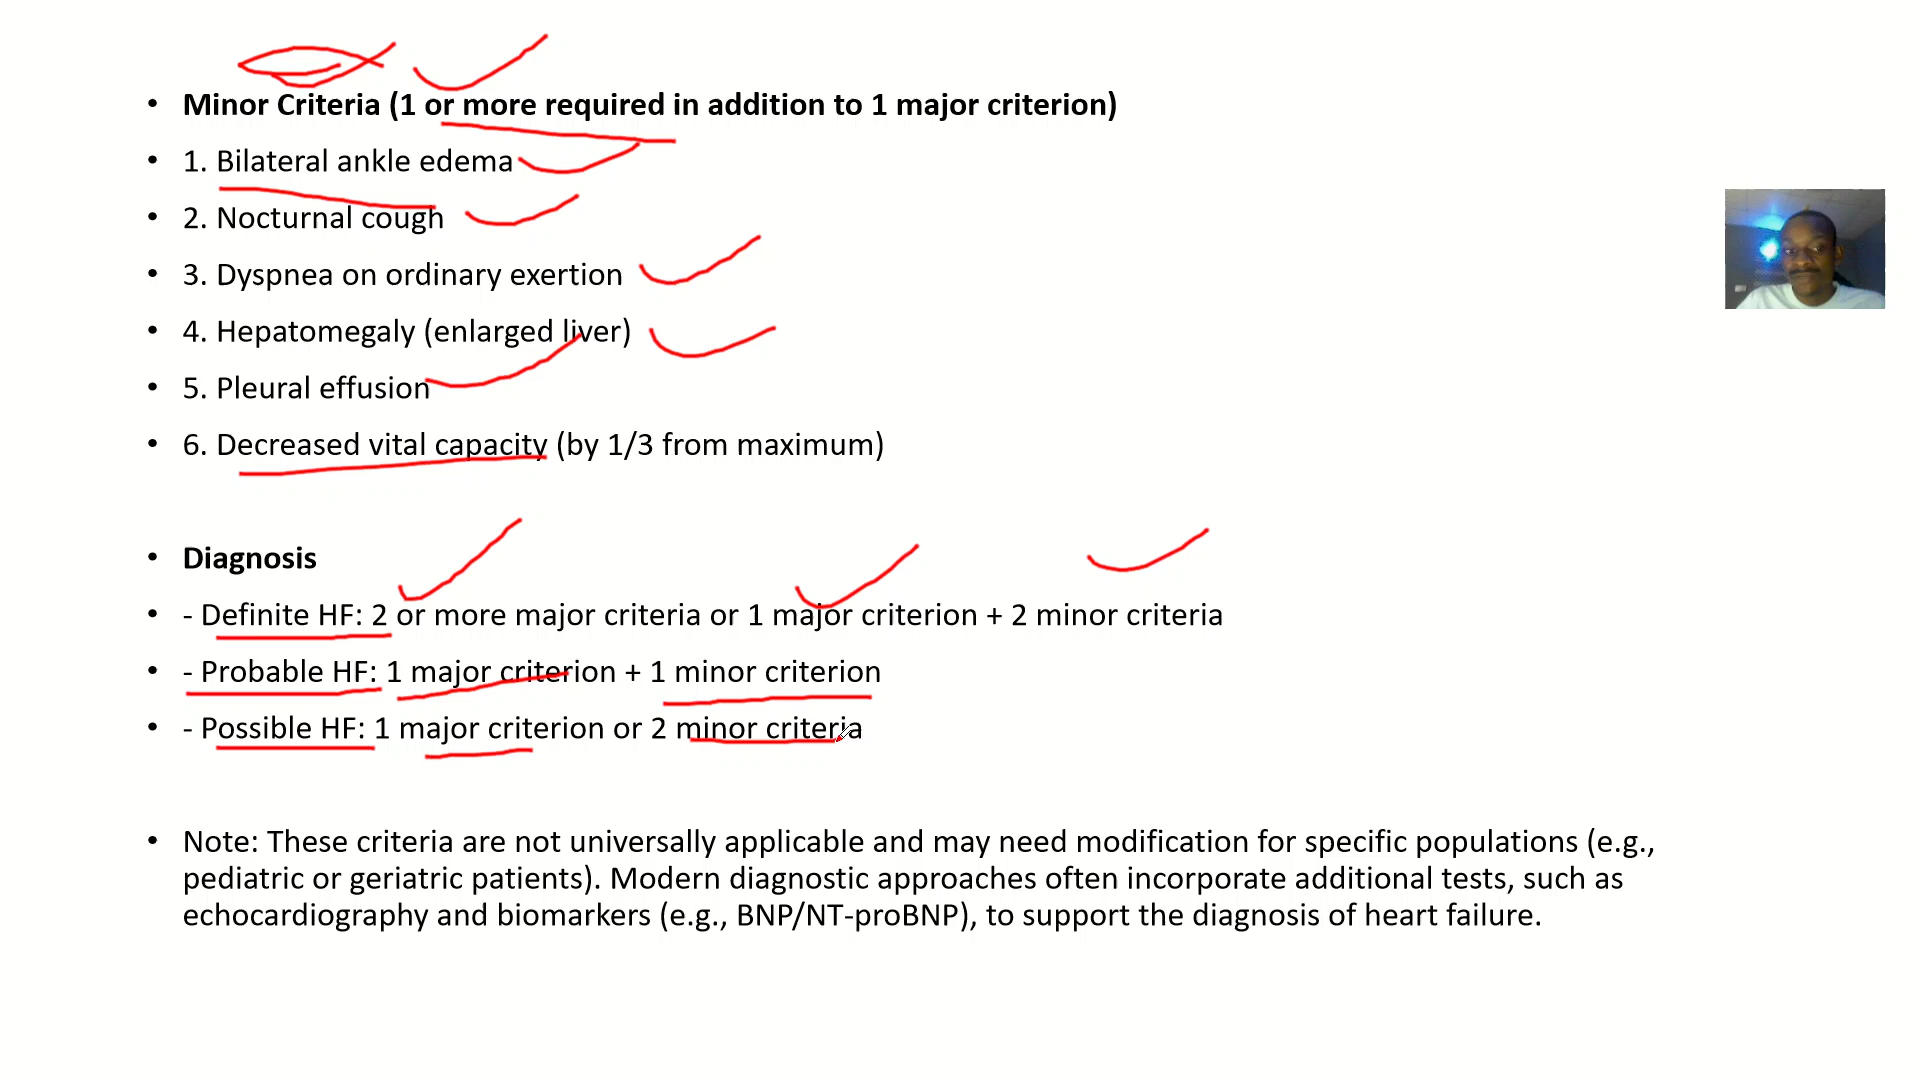 • Minor Criteria (1 or more required in addition to 1 major criterion)
• 1. Bilateral ankle edema
• 2. Nocturnal cough
• 3. Dyspnea on ordinary exertion
• 4. Hepatomegaly (enlarged liver)
• 5. Pleural effusion
• 6. Decreased vital capacity (by 1/3 from maximum)
• Diagnosis
• - Definite HF: 2 or more major criteria or 1 major criterion + 2 minor criteria
• - Probable HF: 1 major criterion + 1 minor criterion
• - Possible HF: 1 major criterion or 2 minor criteria
• Note: These criteria are not universally applicable and may need modification for specific populations (e.g.,
pediatric or geriatric patients). Modern diagnostic approaches often incorporate additional tests, such as
echocardiography and biomarkers (e.g., BNP/NT-proBNP), to support the diagnosis of heart failure.